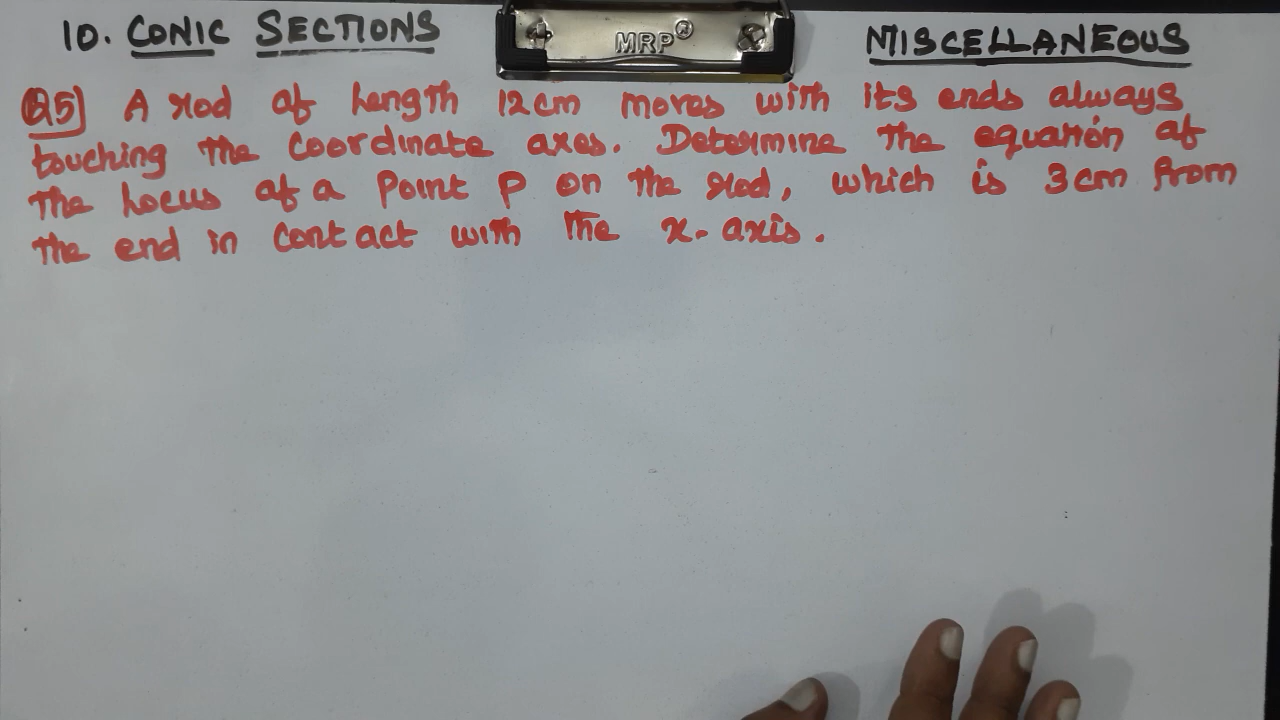 10. CONIC SECTIONS
MRP®
MISCELLANEOUS
Q5] A rod of length 12cm moves with its ends always
touching the coordinate axes. Determine the equation of
the locus of a point P on the rod, which is 3cm from
the end in contact with the x-axis.